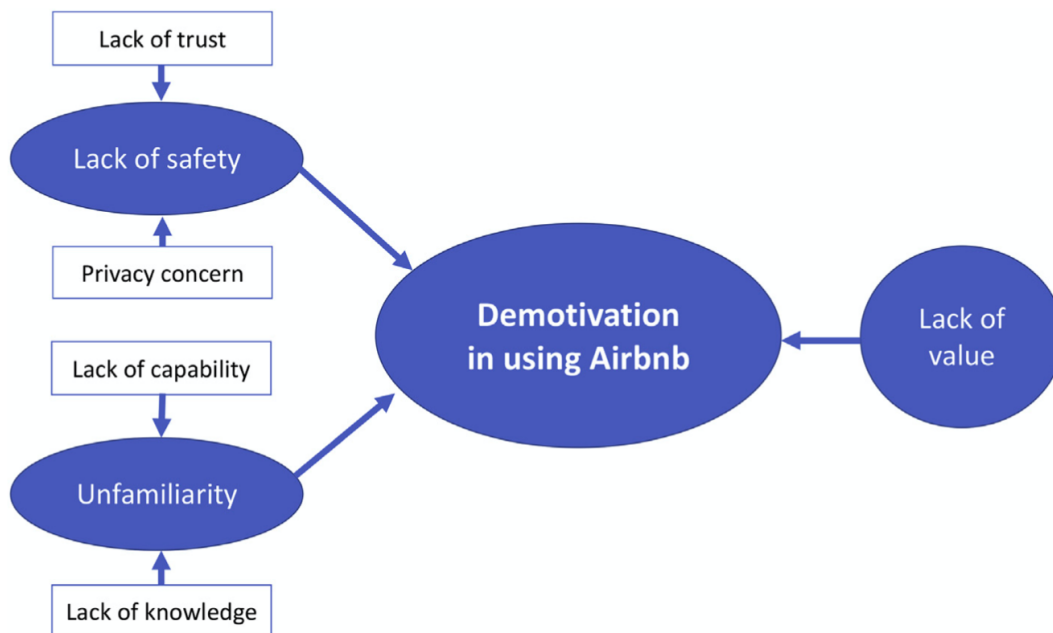 Lack of trust
Lack of safety
Privacy concern
Lack of capability
Unfamiliarity
Lack of knowledge
Demotivation
in using Airbnb
Lack of
value